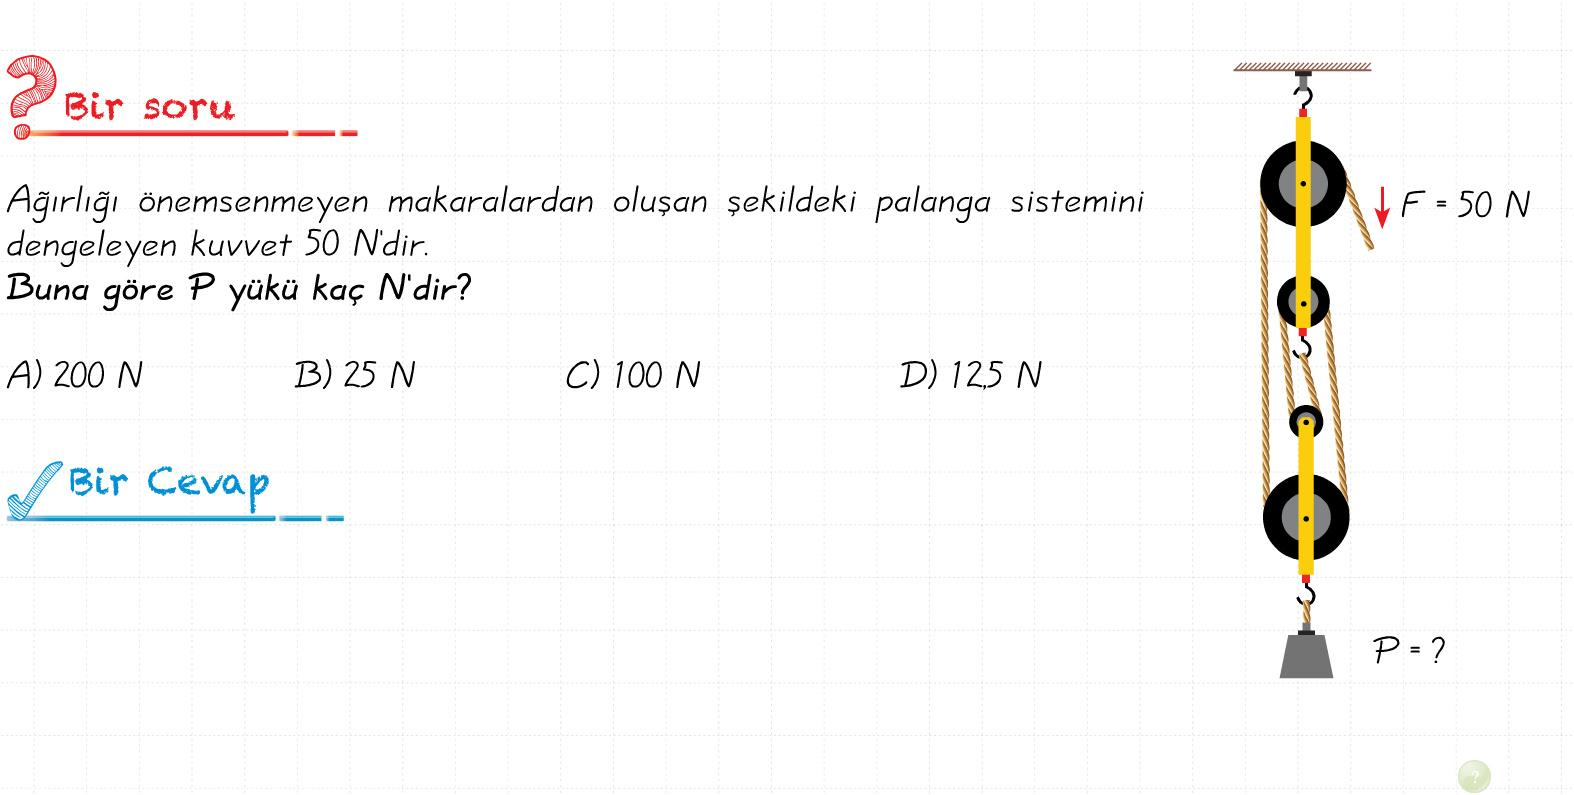 ? Bir soru
Ağırlığı önemsenmeyen makaralardan oluşan şekildeki palanga sistemini
dengeleyen kuvvet 50 N'dir.
Buna göre P yükü kaç N'dir?
A) 200 N B) 25 N C) 100 N D) 12,5 N
Bir Cevap
F = 50 N
P = ?
?